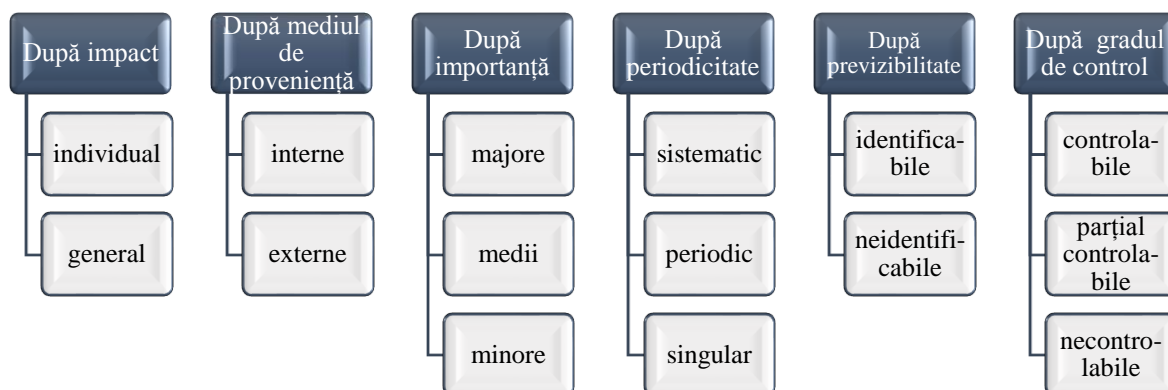 După impact
individual
general
După mediul
de
proveniență
interne
externe
După
importanță
majore
medii
minore
După
periodicitate
sistematic
periodic
singular
După
previzibilitate
identifica-
bile
neidentifi-
cabile
După gradul
de control
controla-
bile
parțial
controla-
bile
necontro-
labile